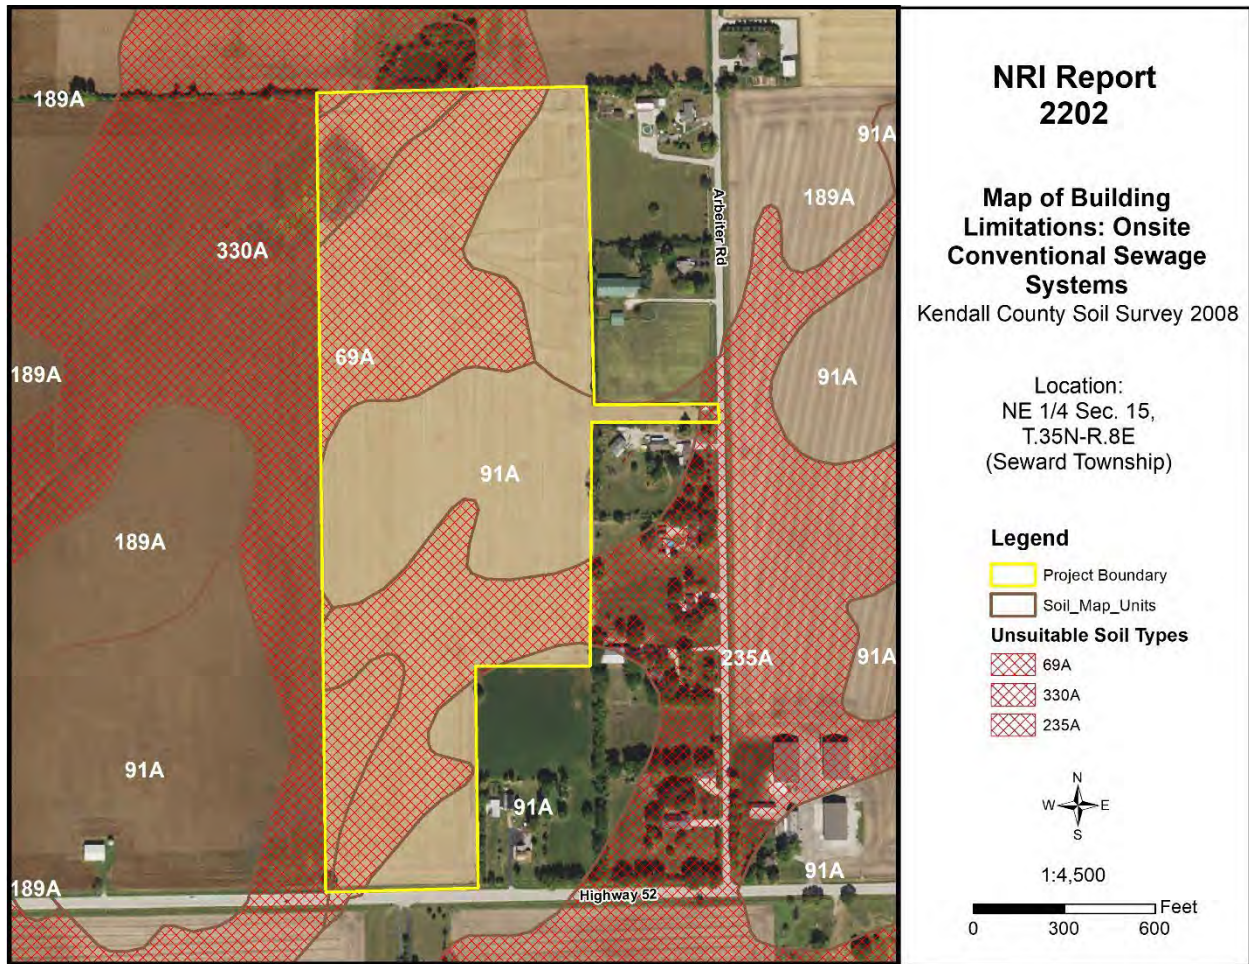 189A
91A
189A
Arbeiter Rd
330A
69A
189A
91A
91A
189A
235A
91A
91A
91A
91A
189A
Highway 52
NRI Report
2202
Map of Building
Limitations: Onsite
Conventional Sewage
Systems
Kendall County Soil Survey 2008
Location:
NE 1/4 Sec. 15,
T.35N-R.8E
(Seward Township)
Legend
Project Boundary
Soil_Map_Units
Unsuitable Soil Types
69A
330A
235A
N
W E
S
1:4,500
Feet
0 300 600